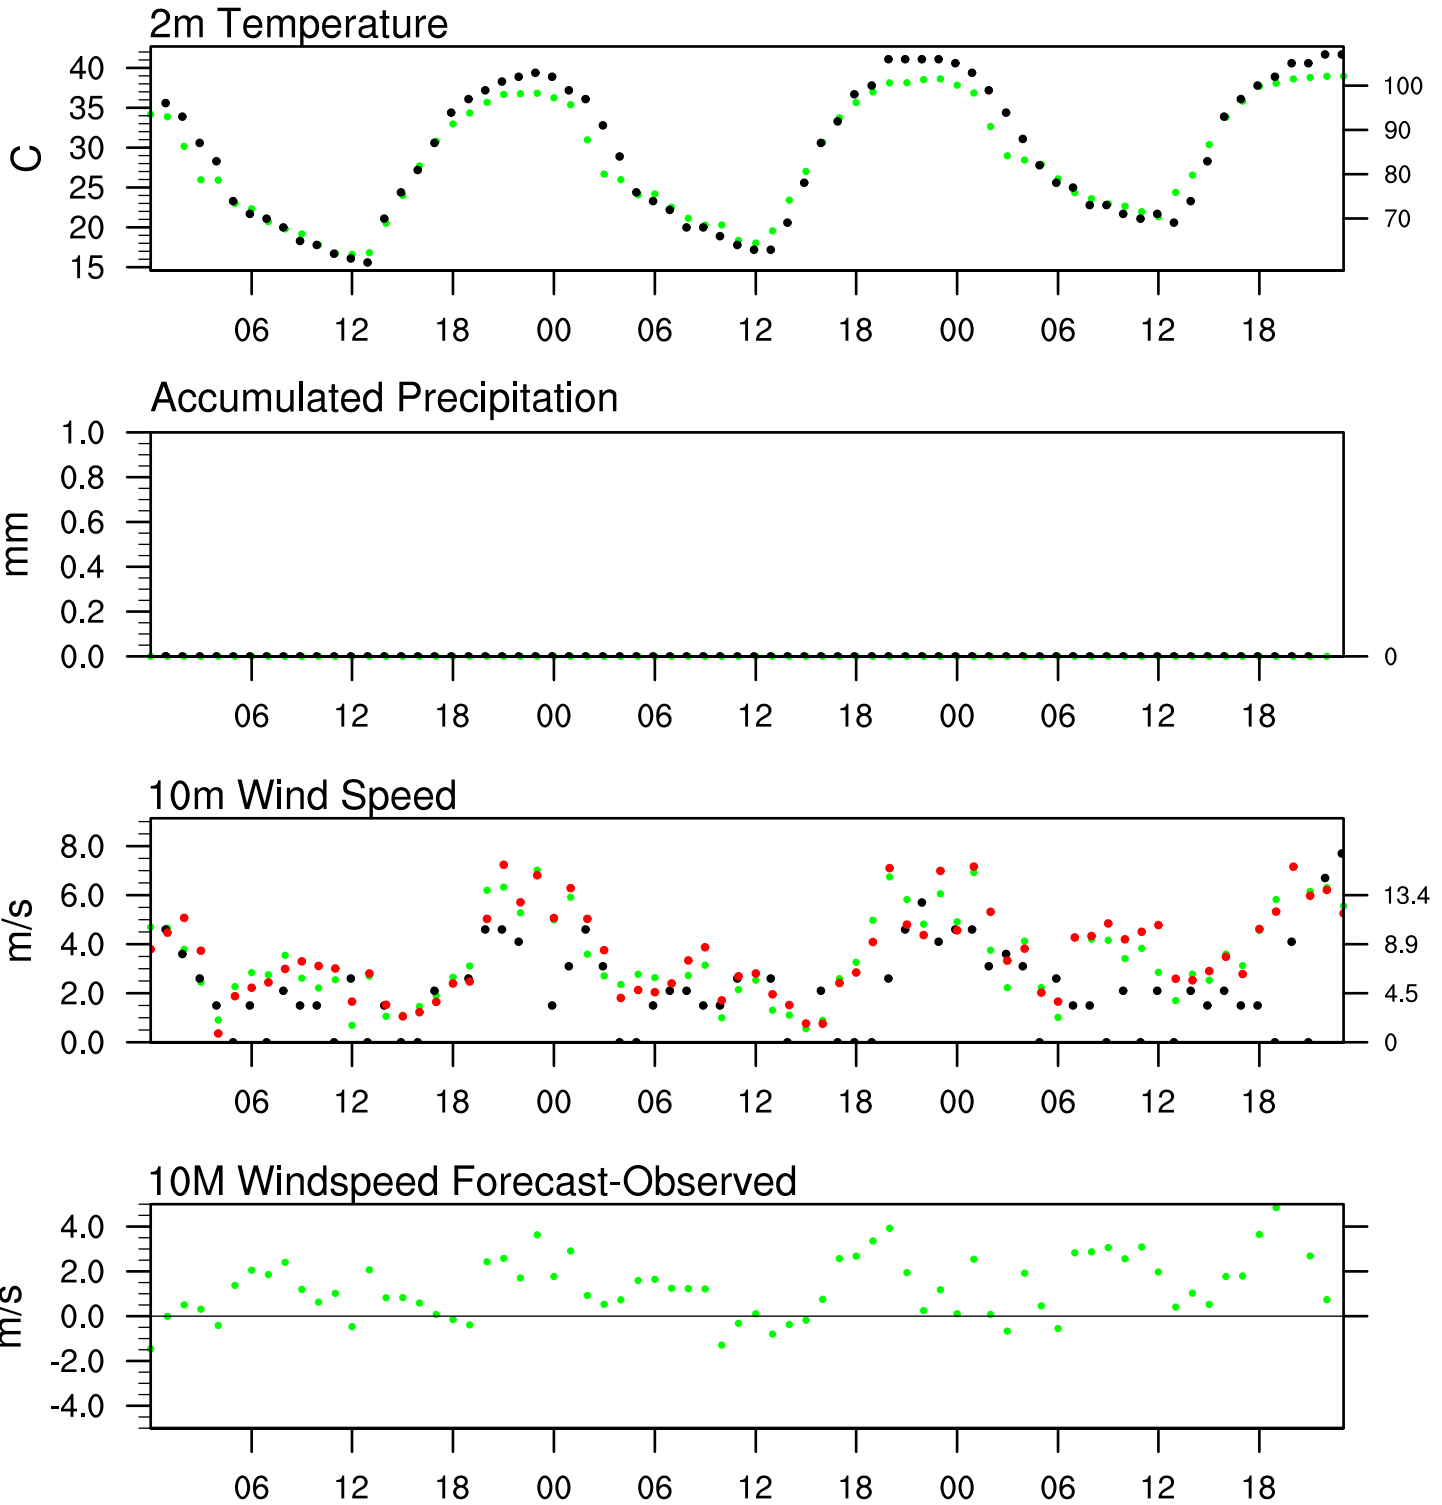 2m Temperature
40
35
30
25
20
15
C
100
90
80
70
06 12 18 00 06 12 18 00 06 12 18
Accumulated Precipitation
1.0
0.8
0.6
0.4
0.2
0.0
mm
0
06 12 18 00 06 12 18 00 06 12 18
10m Wind Speed
8.0
6.0
4.0
2.0
0.0
m/s
13.4
8.9
4.5
0
06 12 18 00 06 12 18 00 06 12 18
10M Windspeed Forecast-Observed
4.0
2.0
0.0
-2.0
-4.0
m/s
06 12 18 00 06 12 18 00 06 12 18